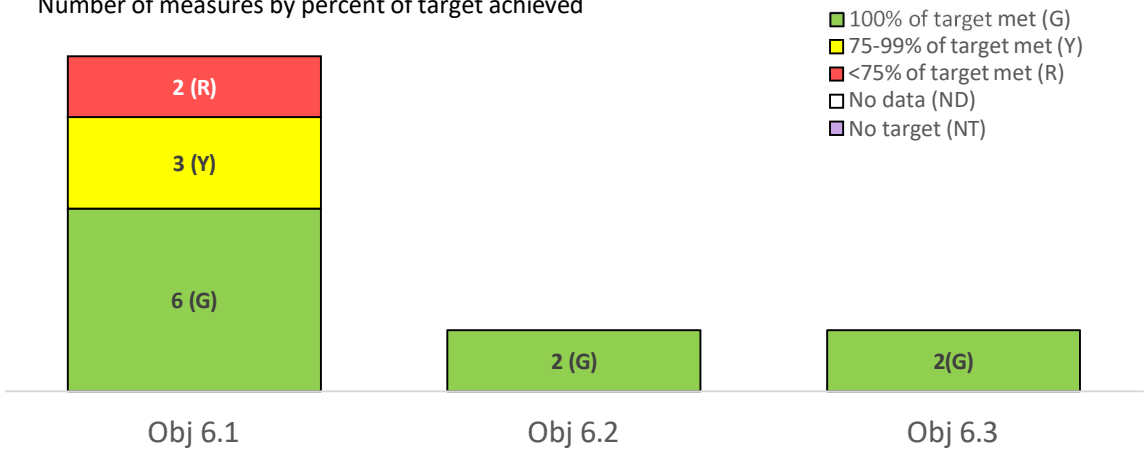 Number of measures by percent of target achieved
100% of target met (G)
75-99% of target met (Y)
<75% of target met (R)
No data (ND)
No target (NT)
2 (R)
3 (Y)
6 (G)
2 (G)
2(G)
Obj 6.1
Obj 6.2
Obj 6.3